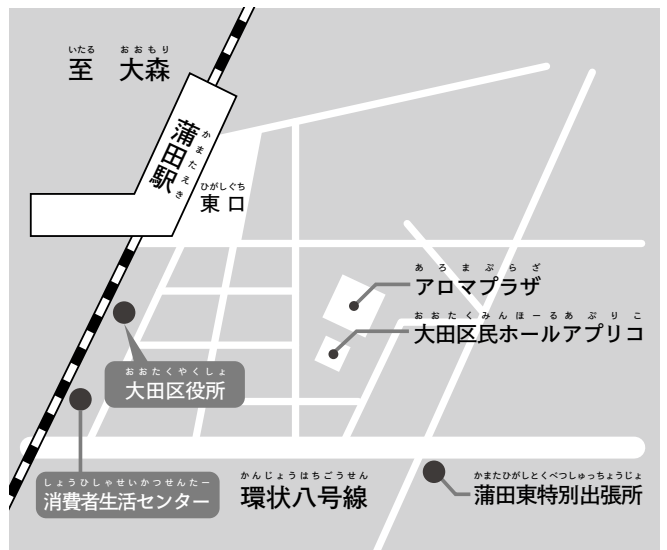 いたる おおもり
至 大森
かまたえき
蒲田駅
ひがしぐち
東口
あろまぷらざ
アロマプラザ
おおたくみんほーるあぷりこ
大田区民ホールアプリコ
おおたくやくしょ
大田区役所
しょうひしゃせいかつせんたー
消費者生活センター
かんじょうはちごうせん
環状八号線
かまたひがしとくべつしゅっちょうじょ
蒲田東特別出張所